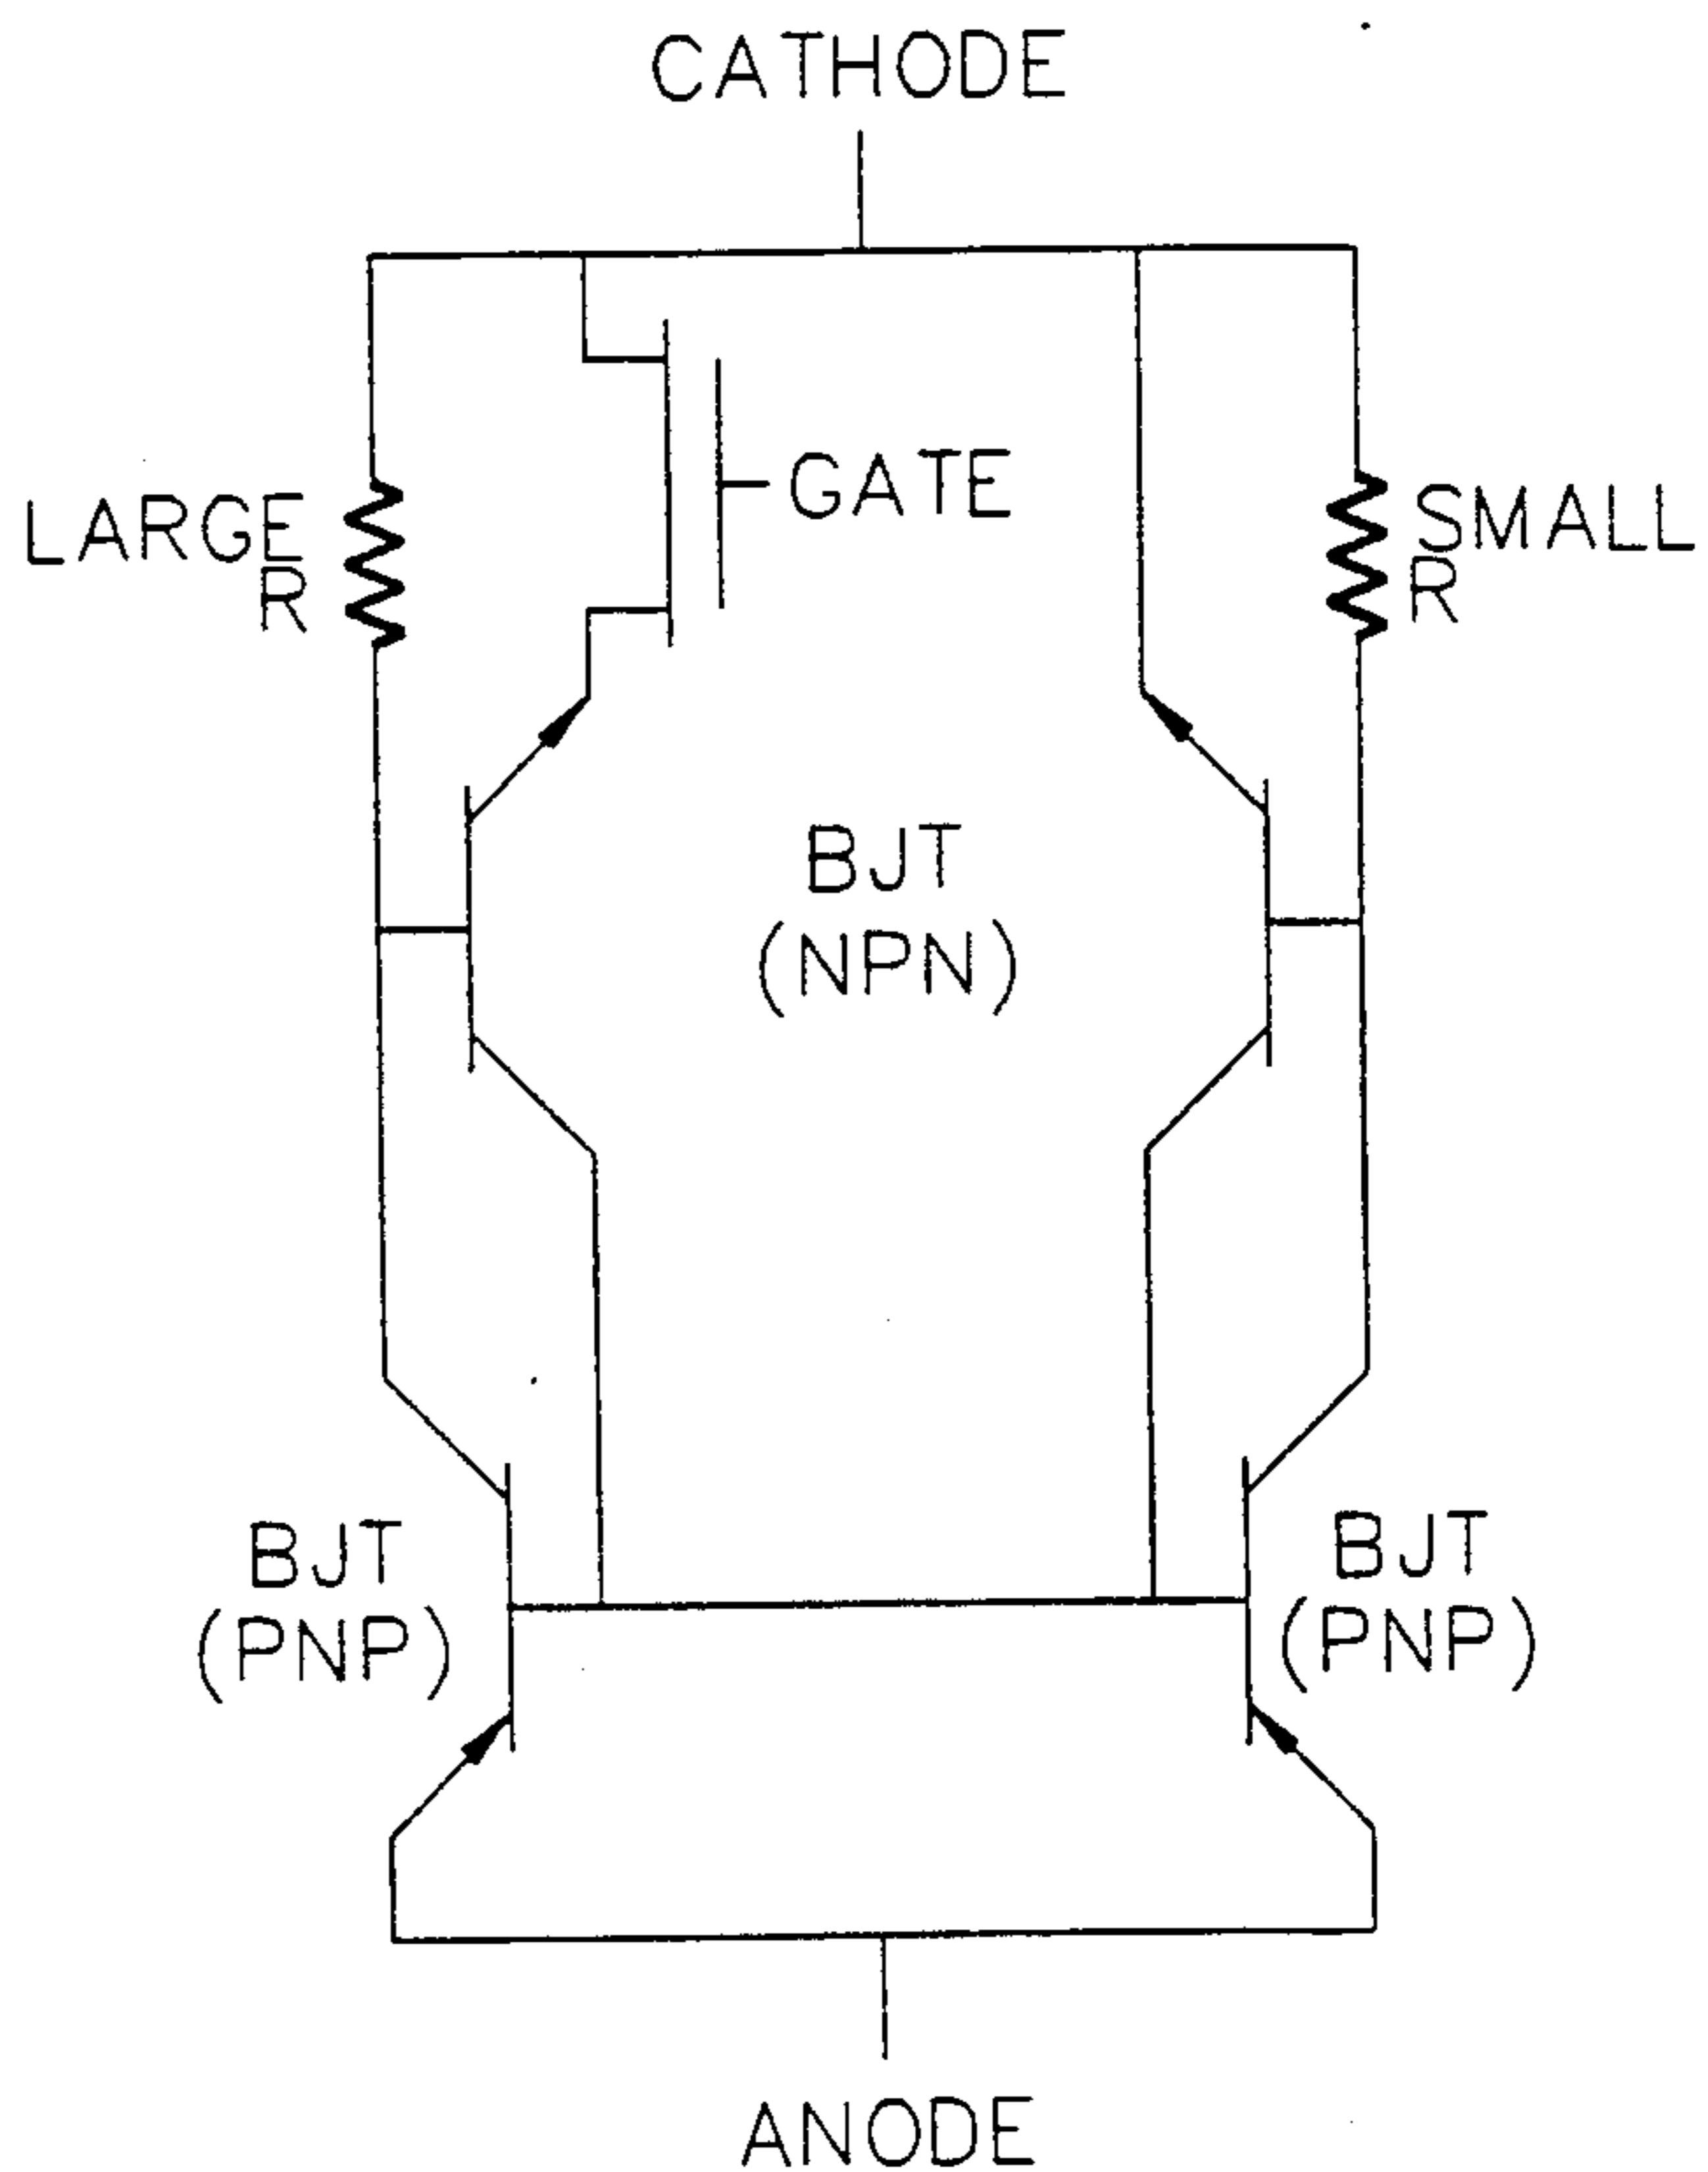 CATHODE
GATE
LARGE
R
SMALL
R
BJT
(NPN)
BJT
(PNP)
BJT
(PNP)
ANODE